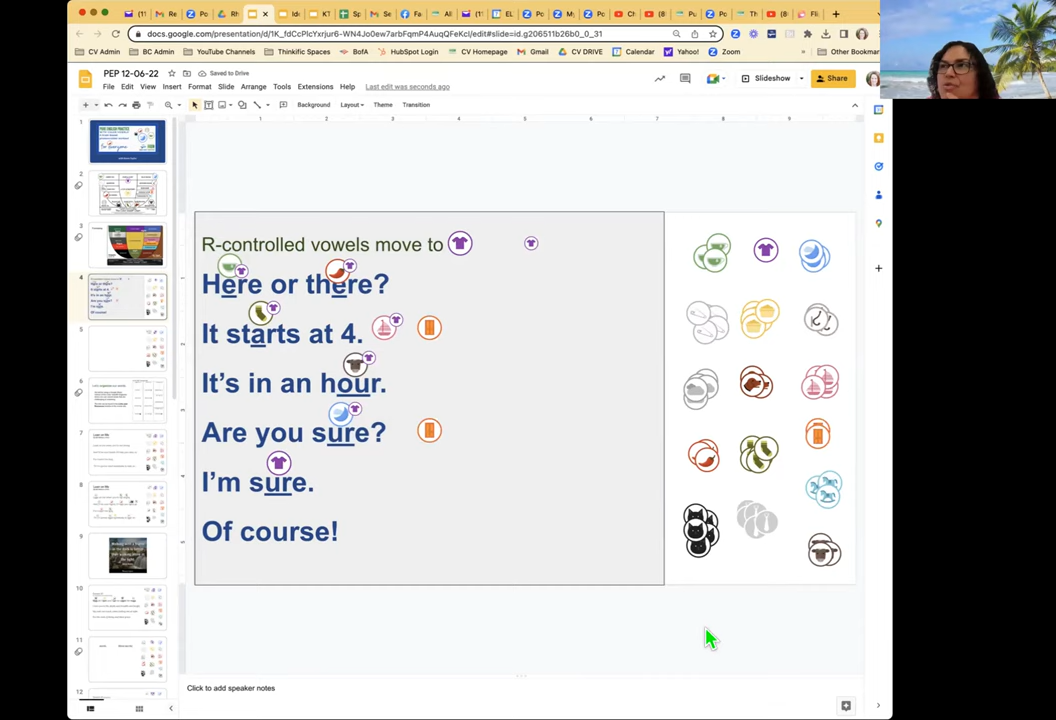 docs.google.com/presentation/d/1K_fdCcPlcYxrjur6-WN4Jo0ew2arbFqmP4AuqQFeKcI/edit#slide=id.g206511b26b0_0_31
CV Admin
BC Admin
YouTube Channels
Thinkific Spaces
BofA
HubSpot Login
CV Homepage
Gmail
CV DRIVE
Calendar
Yahoo!
Zoom
Other Bookmarks
PEP 12-06-22
Saved to Drive
File Edit View Insert Format Slide Arrange Tools Extensions Help
Last edit was seconds ago
Slideshow
Share
Background
Layout
Theme
Transition
R-controlled vowels move to
Here or there?
It starts at 4.
It's in an hour.
Are you sure?
I'm sure.
Of course!
Click to add speaker notes